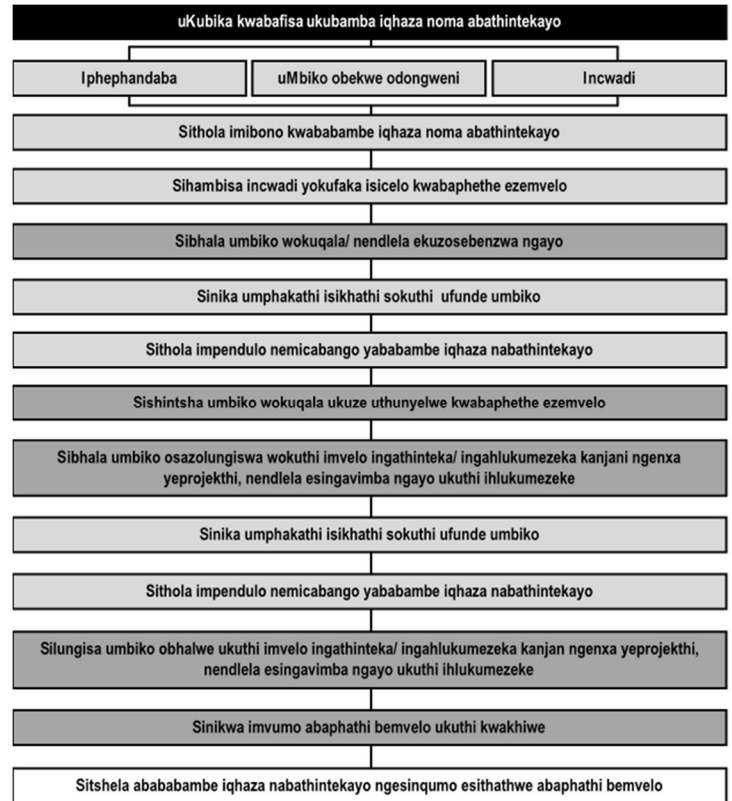 uKubika kwabafisa ukubamba iqhaza noma abathintekayo
Iphephandaba
uMbiko obekwe odongweni
Incwadi
Sithola imibono kwababambe iqhaza noma abathintekayo
Sihambisa incwadi yokufaka isicelo kwabaphethe ezemvelo
Sibhala umbiko wokuqala/ nendlela ekuzosebenzwa ngayo
Sinika umphakathi isikhathi sokuthi ufunde umbiko
Sithola impendulo nemicabango yababambe iqhaza nabathintekayo
Sishintsha umbiko wokuqala ukuze uthunyelwe kwabaphethe ezemvelo
Sibhala umbiko osazolungiswa wokuthi imvelo ingathinteka/ ingahlukumezeka kanjani ngenxa
yeprojekthi, nendlela esingavimba ngayo ukuthi ihlukumezeke
Sinika umphakathi isikhathi sokuthi ufunde umbiko
Sithola impendulo nemicabango yababambe iqhaza nabathintekayo
Silungisa umbiko obhalwe ukuthi imvelo ingathinteka/ ingahlukumezeka kanjan ngenxa yeprojekthi,
nendlela esingavimba ngayo ukuthi ihlukumezeke
Sinikwa imvumo abaphathi bemvelo ukuthi kwakhiwe
Sitshela abababambe iqhaza nabathintekayo ngesinqumo esithathwe abaphathi bemvelo